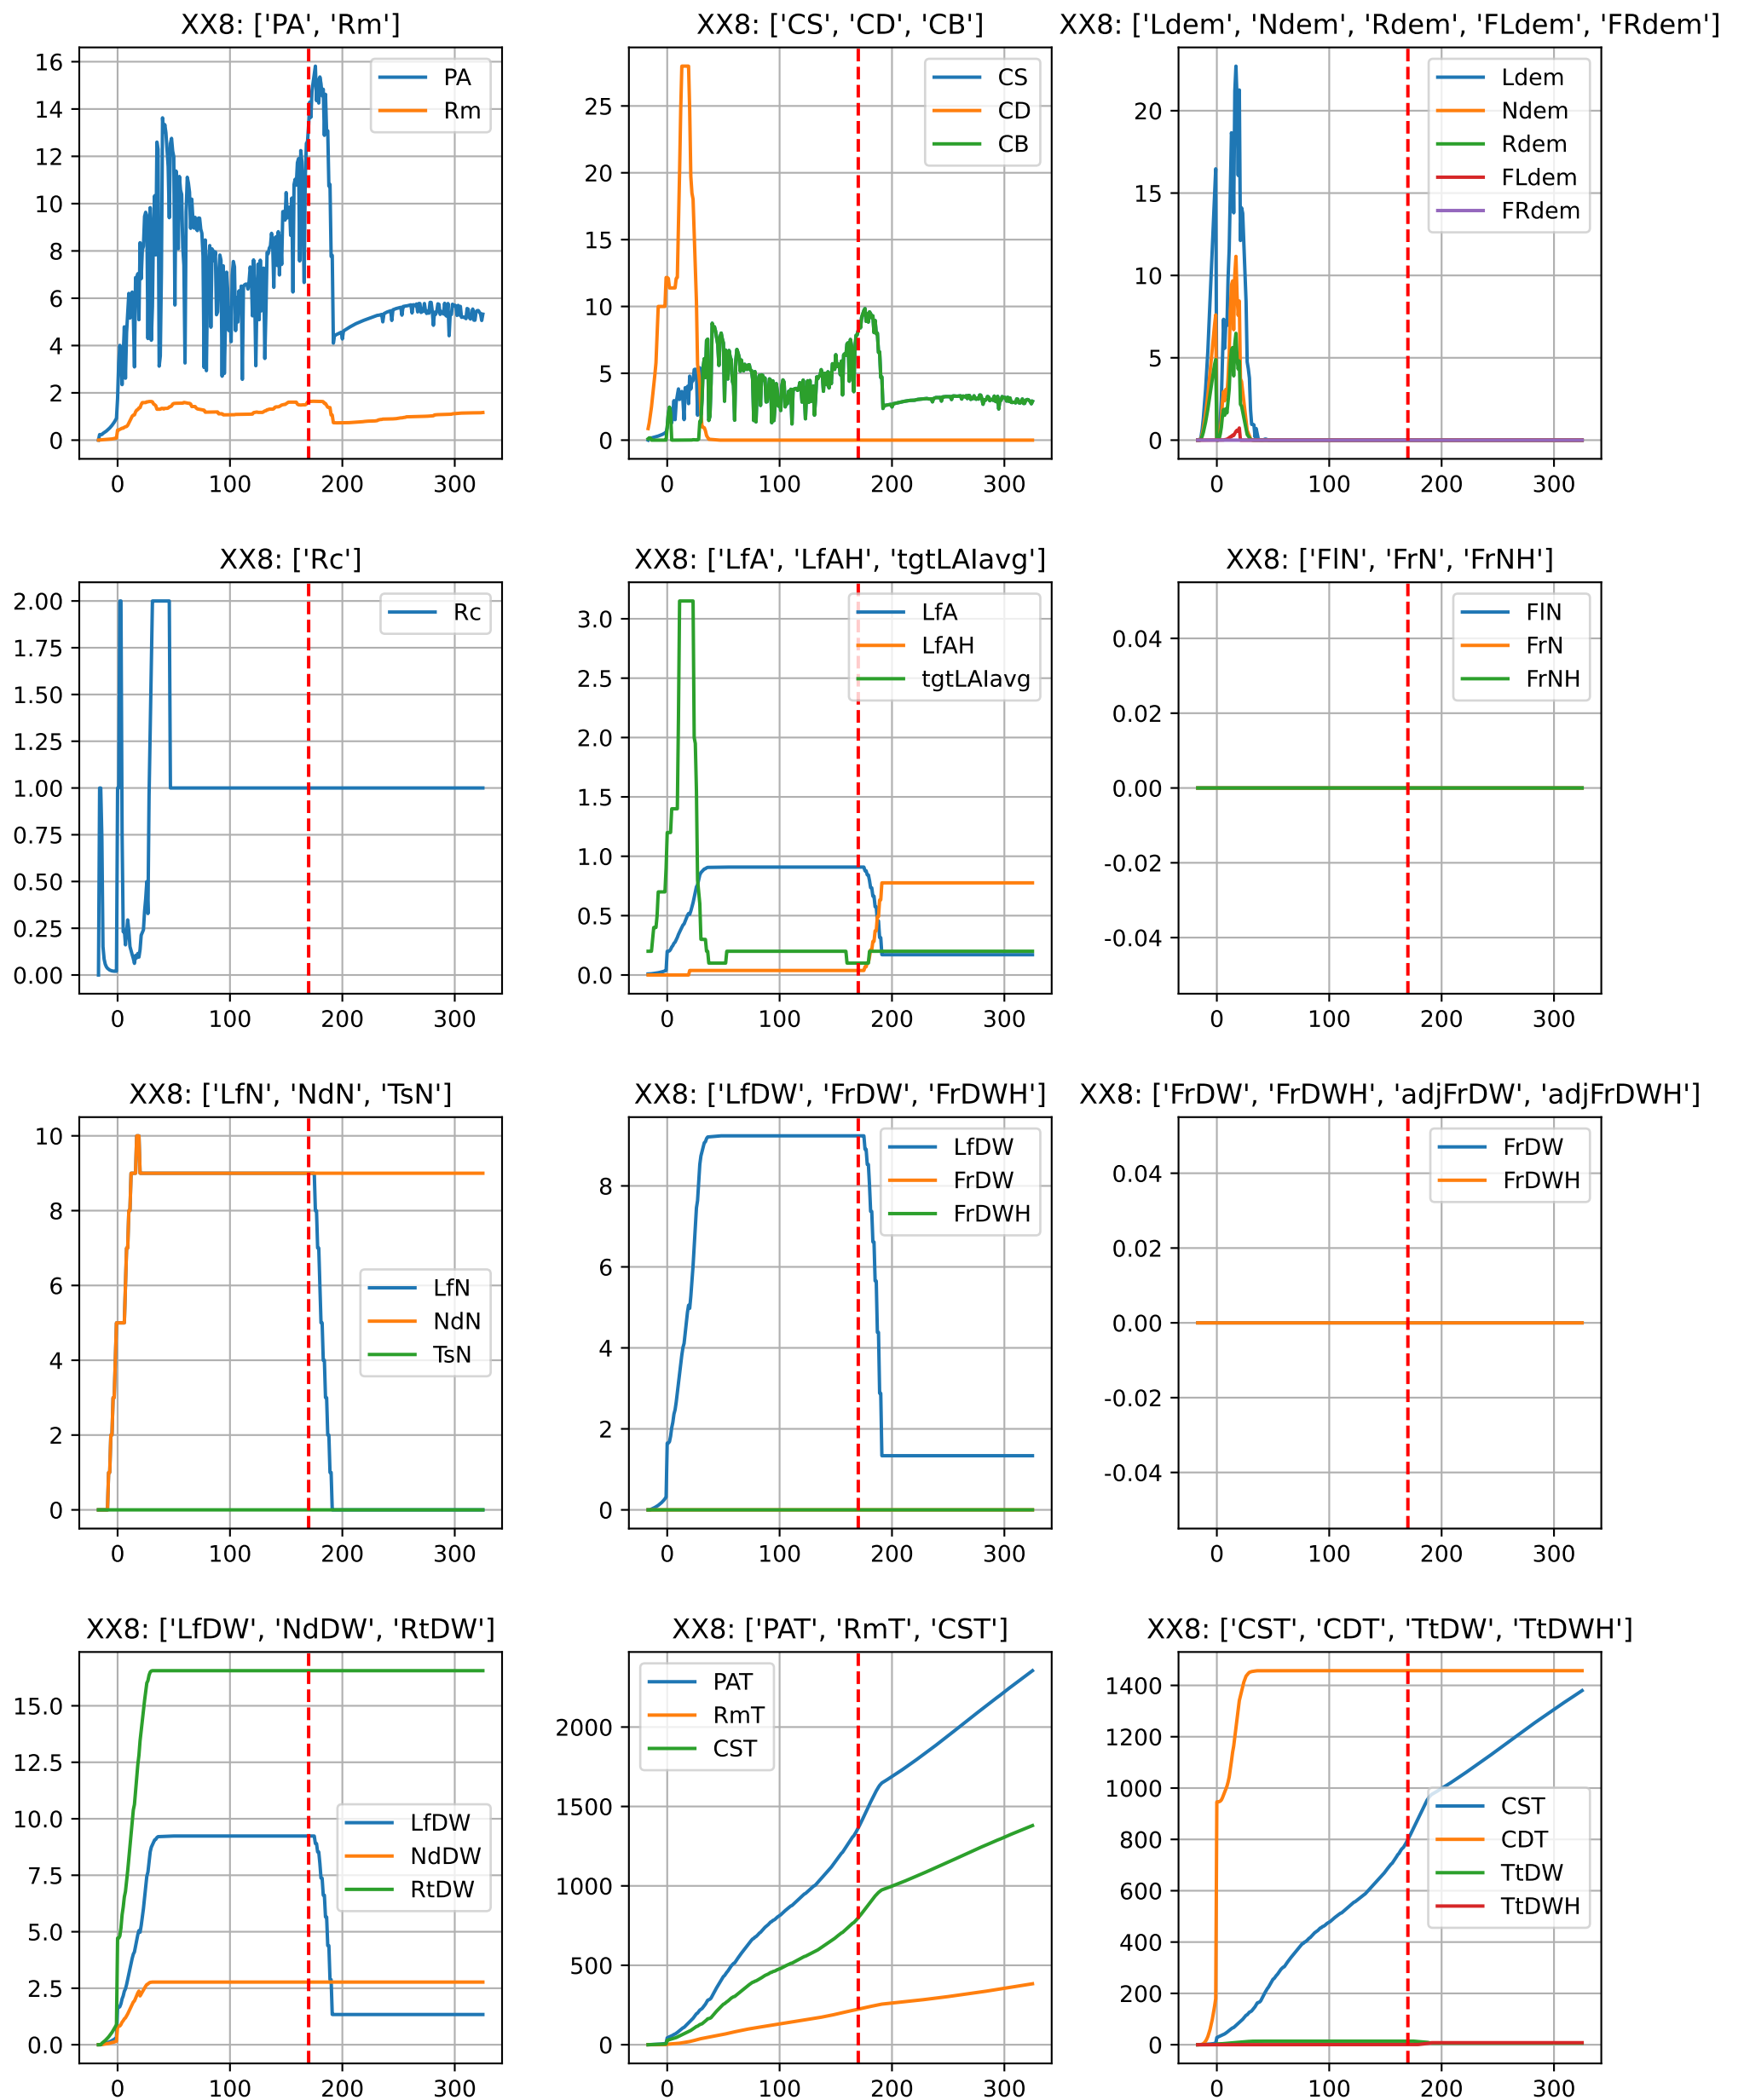 XX8: ['PA', 'Rm']
16
14
12
10
8
6
4
2
0
0 100 200 300
PA
Rm
XX8: ['CS', 'CD', 'CB']
25
20
15
10
5
0
0 100 200 300
CS
CD
CB
XX8: ['Ldem', 'Ndem', 'Rdem', 'FLdem', 'FRdem']
20
15
10
5
0
0 100 200 300
Ldem
Ndem
Rdem
FLdem
FRdem
XX8: ['Rc']
2.00
1.75
1.50
1.25
1.00
0.75
0.50
0.25
0.00
0 100 200 300
Rc
XX8: ['LfA', 'LfAH', 'tgtLAIavg']
3.0
2.5
2.0
1.5
1.0
0.5
0.0
0 100 200 300
LfA
LfAH
tgtLAIavg
XX8: ['FlN', 'FrN', 'FrNH']
0.04
0.02
0.00
-0.02
-0.04
0 100 200 300
FlN
FrN
FrNH
XX8: ['LfN', 'NdN', 'TsN']
10
8
6
4
2
0
0 100 200 300
LfN
NdN
TsN
XX8: ['LfDW', 'FrDW', 'FrDWH']
8
6
4
2
0
0 100 200 300
LfDW
FrDW
FrDWH
XX8: ['FrDW', 'FrDWH', 'adjFrDW', 'adjFrDWH']
0.04
0.02
0.00
-0.02
-0.04
0 100 200 300
FrDW
FrDWH
XX8: ['LfDW', 'NdDW', 'RtDW']
15.0
12.5
10.0
7.5
5.0
2.5
0.0
0 100 200 300
LfDW
NdDW
RtDW
XX8: ['PAT', 'RmT', 'CST']
2000
1500
1000
500
0
0 100 200 300
PAT
RmT
CST
XX8: ['CST', 'CDT', 'TtDW', 'TtDWH']
1400
1200
1000
800
600
400
200
0
0 100 200 300
CST
CDT
TtDW
TtDWH